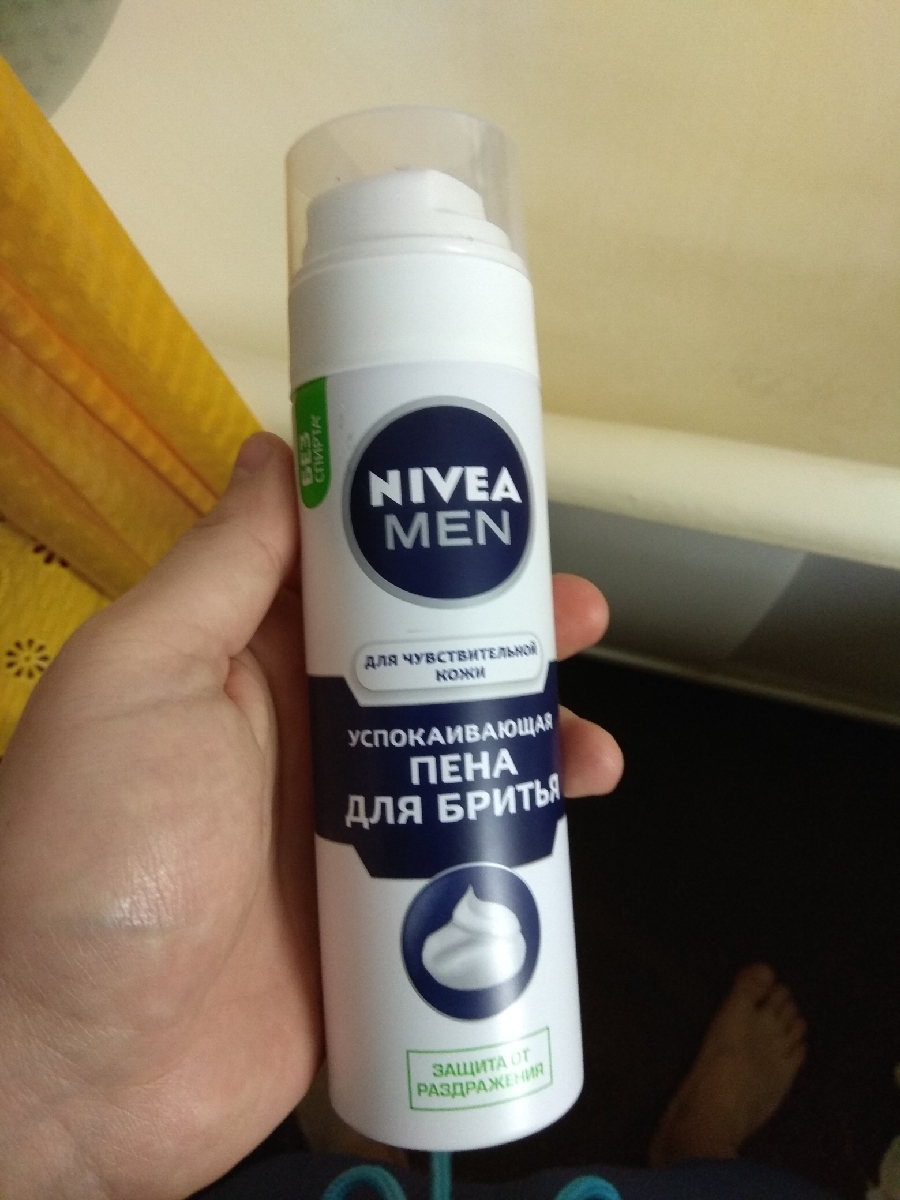 БЕЗ
СПИРТА*
NIVEA
MEN
ДЛЯ ЧУВСТВИТЕЛЬНОЙ
КОЖИ
УСПОКАИВАЮЩАЯ
ПЕНА
ДЛЯ БРИТЬЯ
ЗАЩИТА ОТ
РАЗДРАЖЕНИЯ